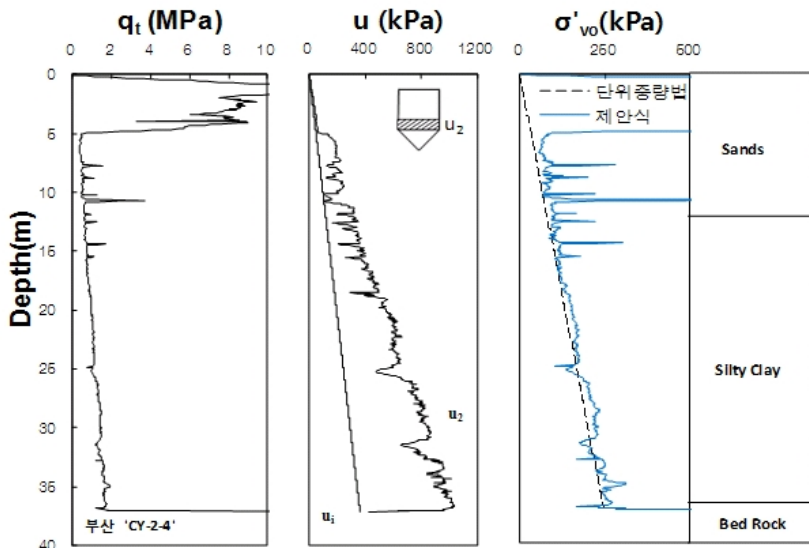 qt (MPa)
u (kPa)
σ'vo(kPa)
0 2 4 6 8 10
400 800 1200
0 250 600
Depth(m)
0
6
10
15
20
25
30
35
40
u2
단위중량법
제안식
Sands
Silty Clay
u2
ui
Bed Rock
부산 'CY-2-4'